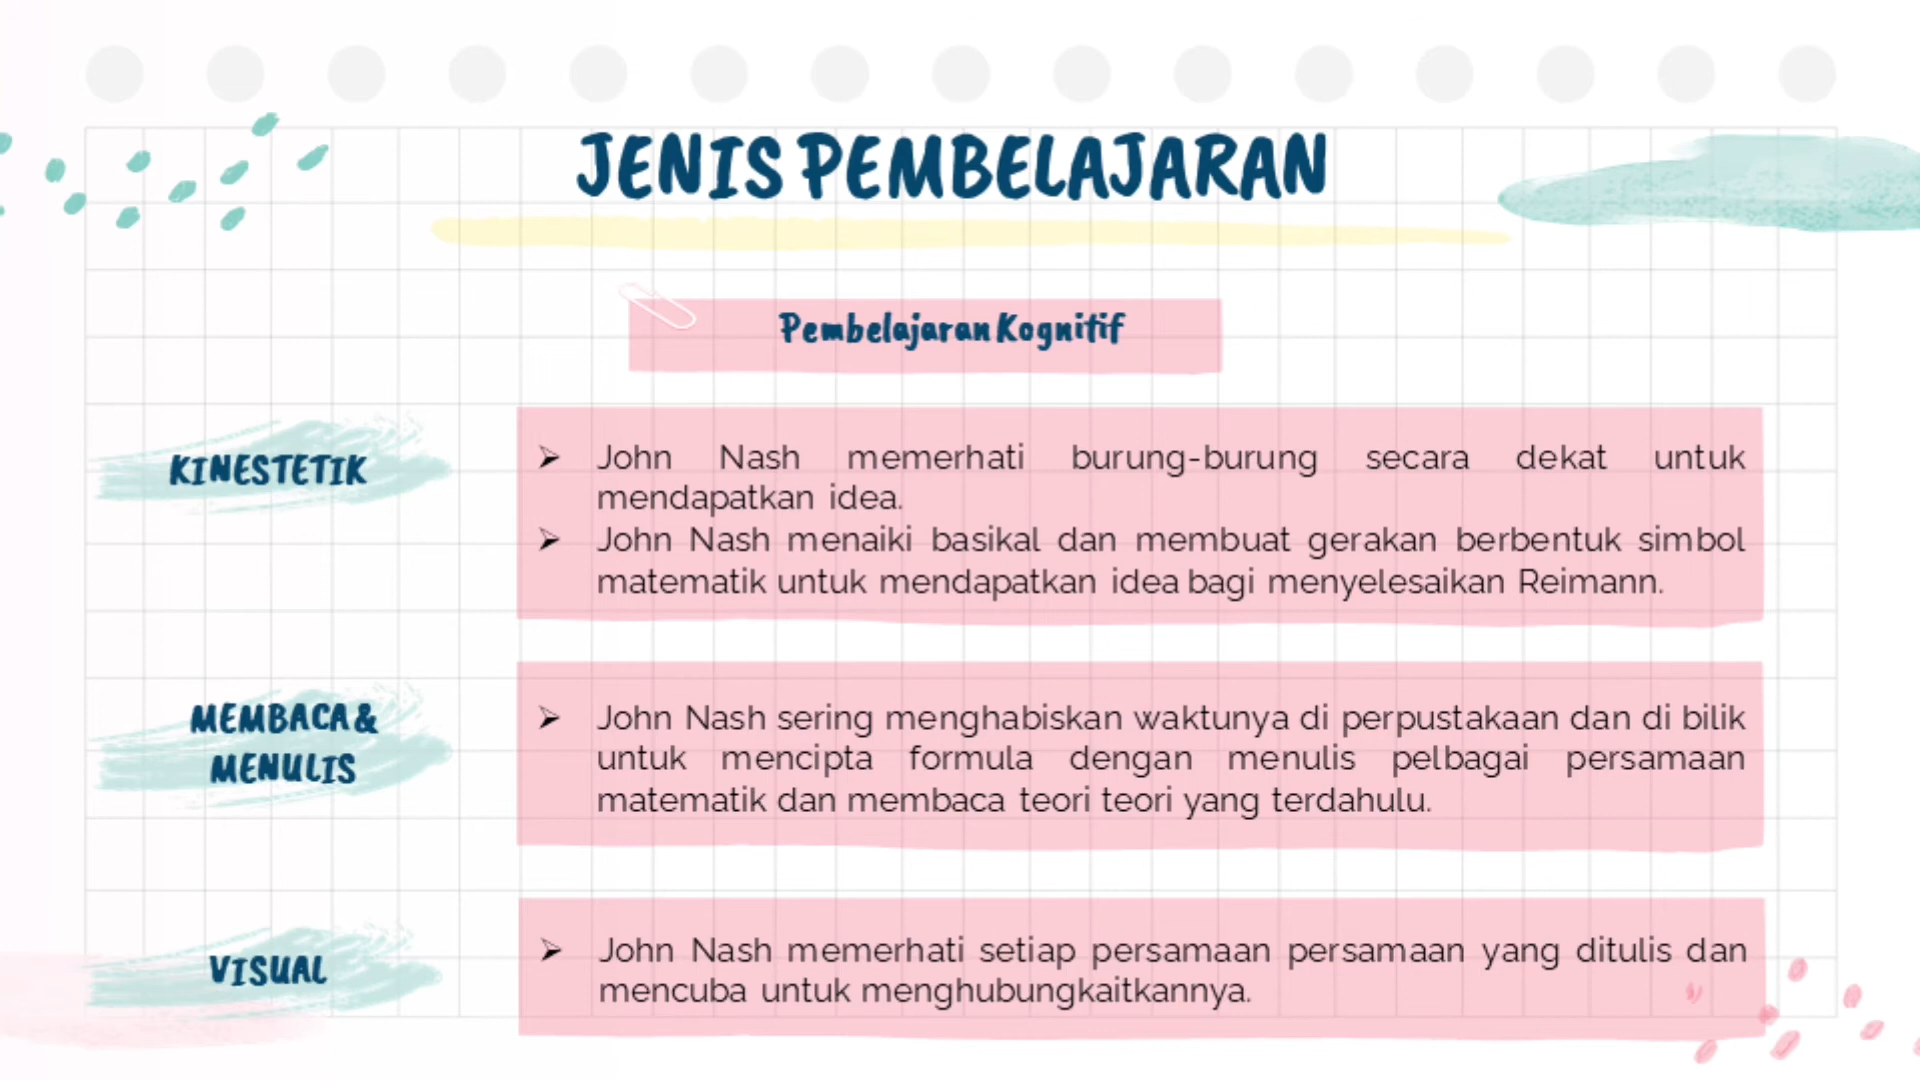 JENIS PEMBELAJARAN
Pembelajaran Kognitif
KINESTETIK
➢ John Nash memerhati burung-burung secara dekat untuk
mendapatkan idea.
➢ John Nash menaiki basikal dan membuat gerakan berbentuk simbol
matematik untuk mendapatkan idea bagi menyelesaikan Reimann.
MEMBACA &
MENULIS
➢ John Nash sering menghabiskan waktunya di perpustakaan dan di bilik
untuk mencipta formula dengan menulis pelbagai persamaan
matematik dan membaca teori teori yang terdahulu.
VISUAL
➢ John Nash memerhati setiap persamaan persamaan yang ditulis dan
mencuba untuk menghubungkaitkannya.